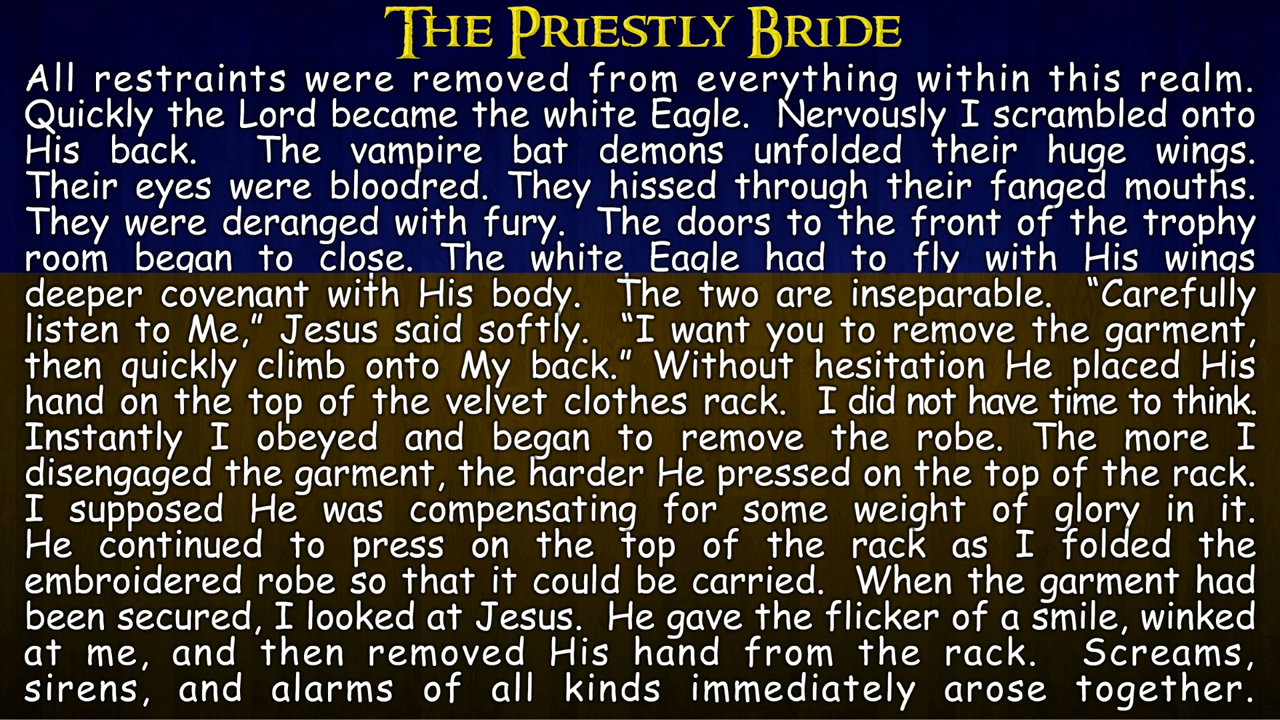 The Priestly Bride
All restraints were removed from everything within this realm.
Quickly the Lord became the white Eagle. Nervously I scrambled onto
His back. The vampire bat demons unfolded their huge wings.
Their eyes were bloodred. They hissed through their fanged mouths.
They were deranged with fury. The doors to the front of the trophy
room began to close. The white Eagle had to fly with His wings
deeper covenant with His body. The two are inseparable. “Carefully
listen to Me,” Jesus said softly. “I want you to remove the garment,
then quickly climb onto My back.” Without hesitation He placed His
hand on the top of the velvet clothes rack. I did not have time to think.
Instantly I obeyed and began to remove the robe. The more I
disengaged the garment, the harder He pressed on the top of the rack.
I supposed He was compensating for some weight of glory in it.
He continued to press on the top of the rack as I folded the
embroidered robe so that it could be carried. When the garment had
been secured, I looked at Jesus. He gave the flicker of a smile, winked
at me, and then removed His hand from the rack. Screams,
sirens, and alarms of all kinds immediately arose together.